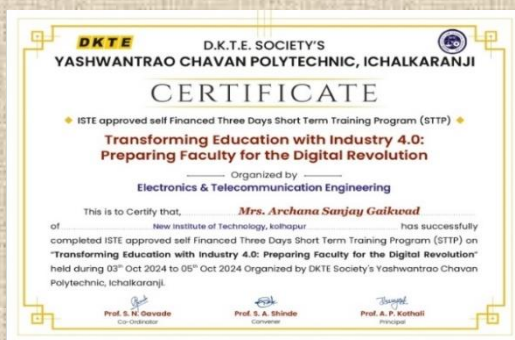 DKTE
D.K.T.E. SOCIETY'S
YASHWANTRAO CHAVAN POLYTECHNIC, ICHALKARANJI
CERTIFICATE
ISTE approved self Financed Three Days Short Term Training Program (STTP)
Transforming Education with Industry 4.0:
Preparing Faculty for the Digital Revolution
Organized by
Electronics & Telecommunication Engineering
This is to Certify that, Mrs. Archana Sanjay Gaikwad
of New Institute of Technology, kolhapur has successfully
completed ISTE approved self Financed Three Days Short Term Training Program (STTP) on
"Transforming Education with Industry 4.0: Preparing Faculty for the Digital Revolution"
held during 03rd Oct 2024 to 05th Oct 2024 Organized by DKTE Society's Yashwantrao Chavan
Polytechnic, Ichalkaranji.
Prof. S. N. Gavade Prof. S. A. Shinde Prof. A. P. Kothali
Co-Ordinator Convener Principal